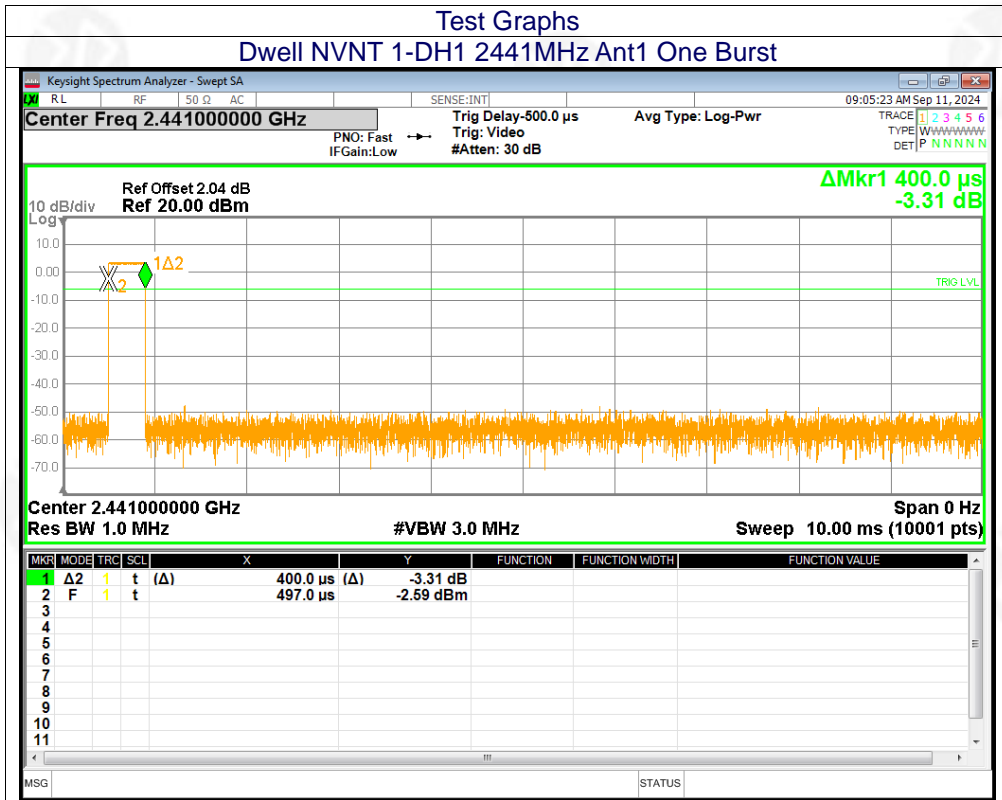 Test Graphs
Dwell NVNT 1-DH1 2441MHz Ant1 One Burst
Keysight Spectrum Analyzer - Swept SA
LXI RL RF 50 Ω AC SENSE:INT 09:05:23 AM Sep 11, 2024
Center Freq 2.441000000 GHz Trig Delay-500.0 µs Avg Type: Log-Pwr TRACE 1 2 3 4 5 6
PNO: Fast Trig: Video TYPE WWWWWWW
IFGain:Low #Atten: 30 dB DET P N N N N N
ΔMkr1 400.0 µs
-3.31 dB
Ref Offset 2.04 dB
10 dB/div Ref 20.00 dBm
Log
10.0
0.00
-10.0
-20.0
-30.0
-40.0
-50.0
-60.0
-70.0
1Δ2
2
TRIG LVL
Center 2.441000000 GHz Span 0 Hz
Res BW 1.0 MHz #VBW 3.0 MHz Sweep 10.00 ms (10001 pts)
MKR MODE TRC SCL X Y FUNCTION FUNCTION WIDTH FUNCTION VALUE
1 Δ2 1 t (Δ) 400.0 µs (Δ) -3.31 dB
2 F 1 t 497.0 µs -2.59 dBm
3
4
5
6
7
8
9
10
11
MSG STATUS